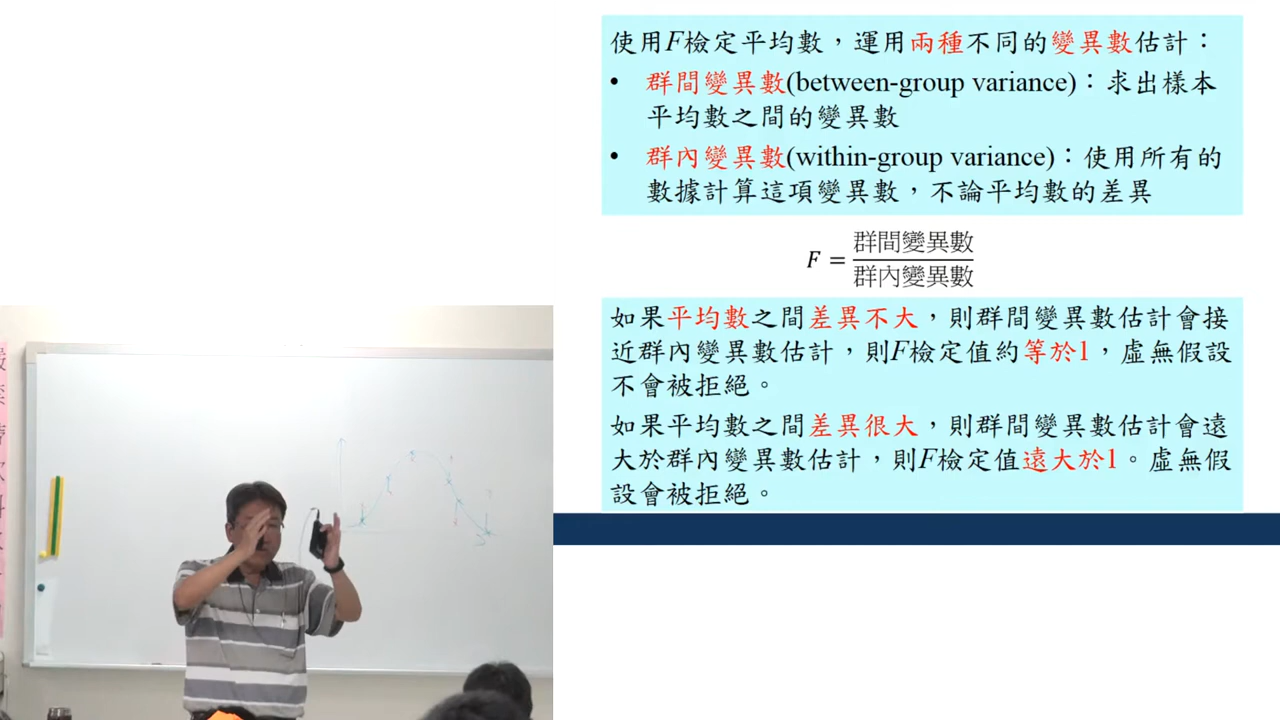 使用F檢定平均數，運用兩種不同的變異數估計：
• 群間變異數(between-group variance)：求出樣本
平均數之間的變異數
• 群內變異數(within-group variance)：使用所有的
數據計算這項變異數，不論平均數的差異
F = 群間變異數
群內變異數
如果平均數之間差異不大，則群間變異數估計會接
近群內變異數估計，則F檢定值約等於1，虛無假設
不會被拒絕。
如果平均數之間差異很大，則群間變異數估計會遠
大於群內變異數估計，則F檢定值遠大於1。虛無假
設會被拒絕。